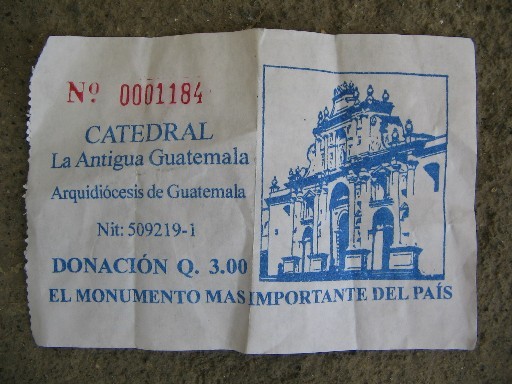 Nº 0001184
CATEDRAL
La Antigua Guatemala
Arquidiócesis de Guatemala
Nit: 509219-1
DONACIÓN Q. 3.00
EL MONUMENTO MAS IMPORTANTE DEL PAÍS